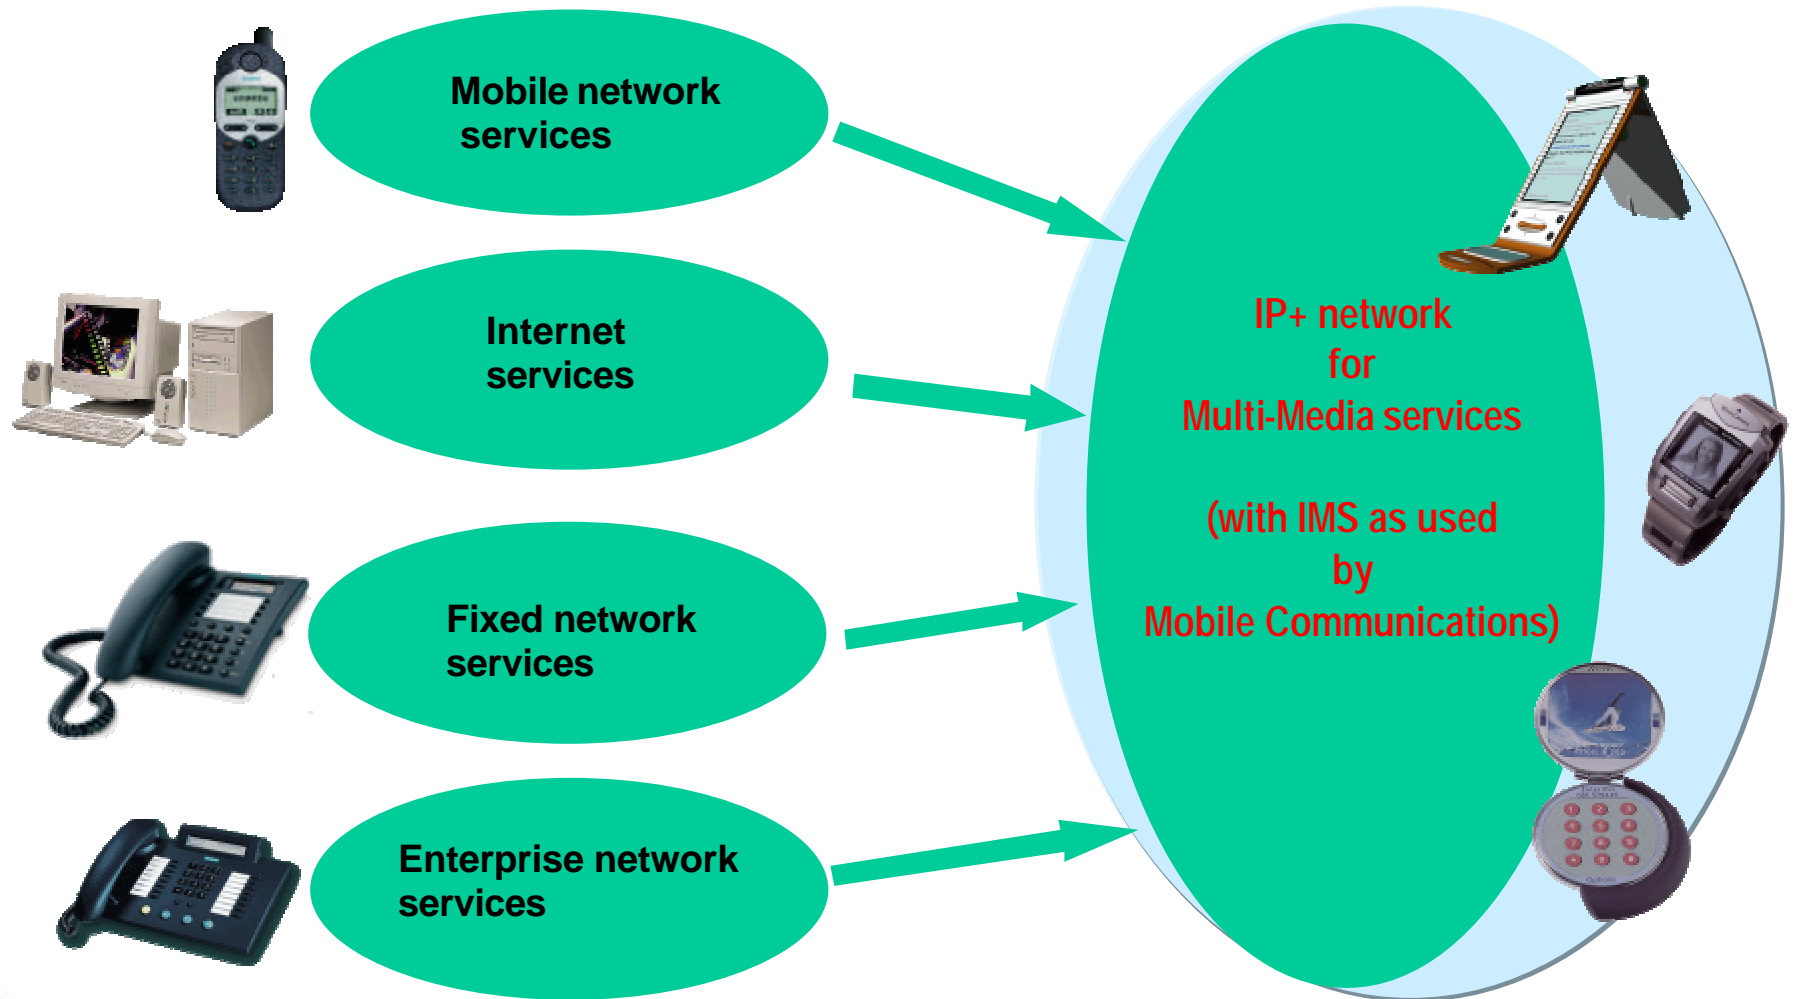 Mobile network
services
Internet
services
Fixed network
services
Enterprise network
services
IP+ network
for
Multi-Media services
(with IMS as used
by
Mobile Communications)